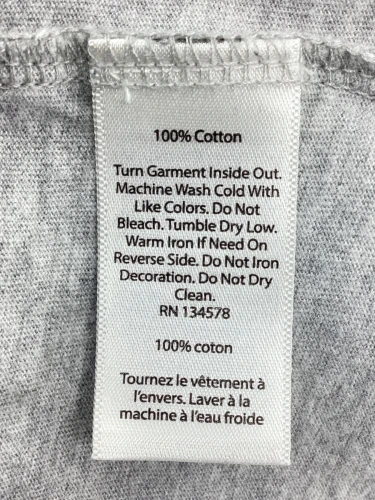 100% Cotton
Turn Garment Inside Out.
Machine Wash Cold With
Like Colors. Do Not
Bleach. Tumble Dry Low.
Warm Iron If Need On
Reverse Side. Do Not Iron
Decoration. Do Not Dry
Clean.
RN 134578
100% coton
Tournez le vêtement à
l'envers. Laver à la
machine à l'eau froide